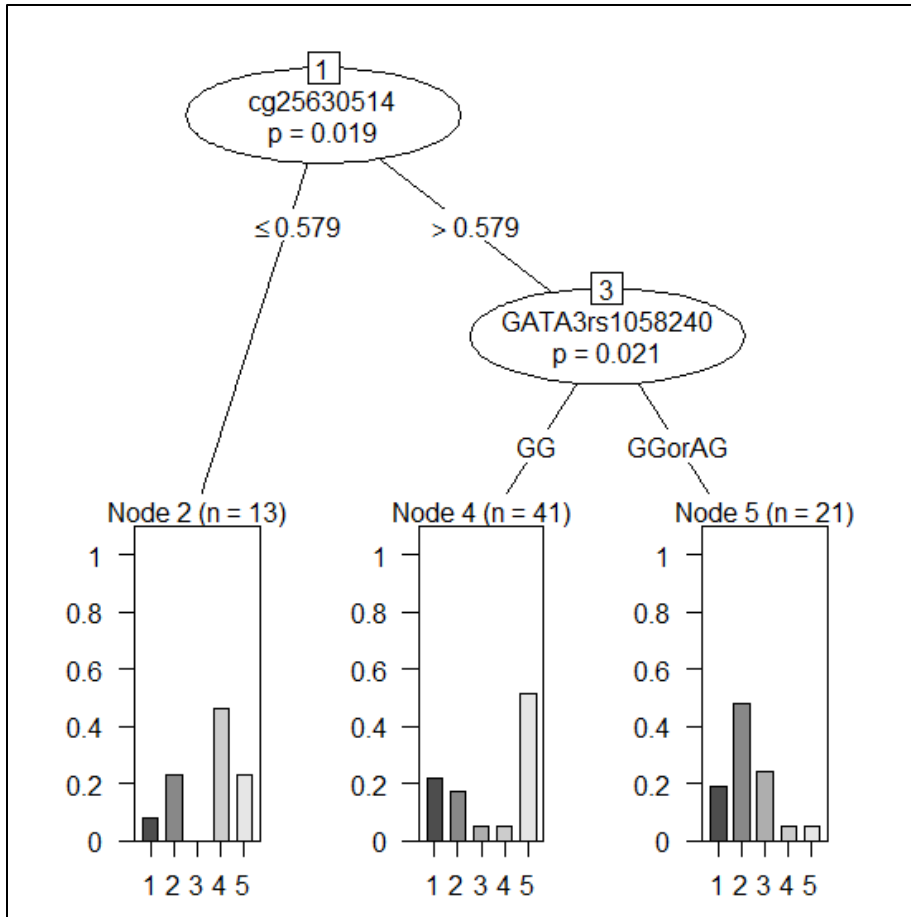 1
cg25630514
p = 0.019
≤ 0.579
> 0.579
3
GATA3rs1058240
p = 0.021
GG
GGorAG
Node 2 (n = 13)
1
0.8
0.6
0.4
0.2
0
1 2 3 4 5
Node 4 (n = 41)
1
0.8
0.6
0.4
0.2
0
1 2 3 4 5
Node 5 (n = 21)
1
0.8
0.6
0.4
0.2
0
1 2 3 4 5